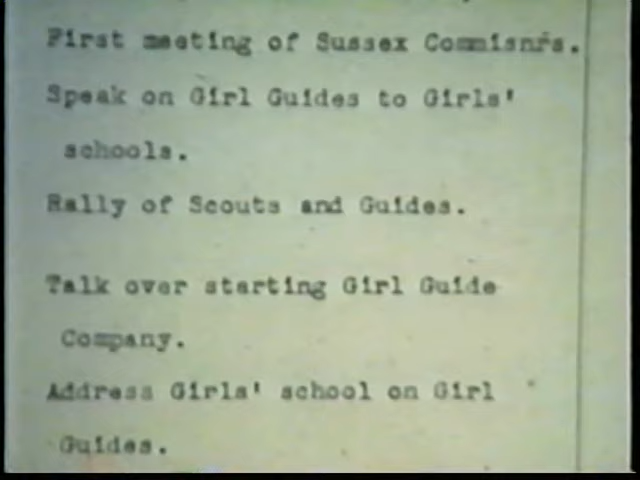 First meeting of Sussex Commisnrs.
Speak on Girl Guides to Girls'
schools.
Rally of Scouts and Guides.
Talk over starting Girl Guide
Company.
Address Girls' school on Girl
Guides.